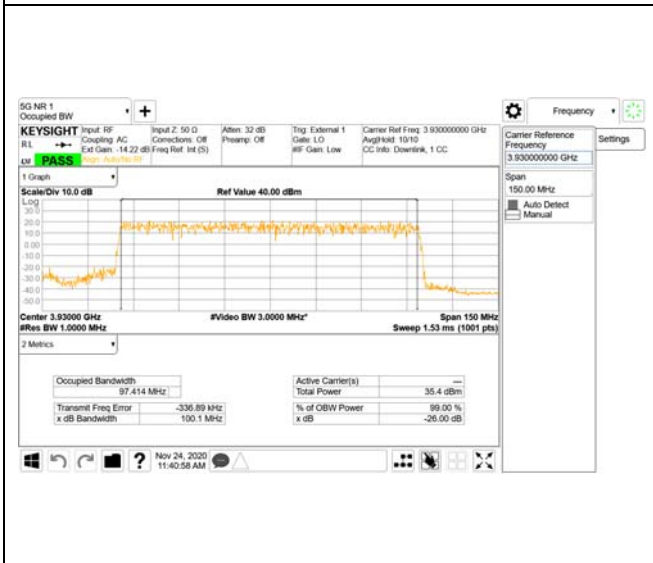 5G NR 1
Occupied BW
Frequency
KEYSIGHT Input: RF Input Z: 50 Ω Atten: 32 dB Trig: External 1 Carrier Ref Freq: 3.930000000 GHz
RL Coupling: AC Corrections: Off Preamp: Off Gate: LO Avg|Hold: 10/10
Ext Gain: -14.22 dB Freq Ref: Int (S) #IF Gain: Low CC Info: Downlink, 1 CC
PASS Align: Auto/No RF
Carrier Reference
Frequency
3.930000000 GHz
Settings
Span
150.00 MHz
Auto Detect
Manual
1 Graph
Scale/Div 10.0 dB Ref Value 40.00 dBm
Log
30.0
20.0
10.0
0.00
-10.0
-20.0
-30.0
-40.0
-50.0
Center 3.93000 GHz #Video BW 3.0000 MHz* Span 150 MHz
#Res BW 1.0000 MHz Sweep 1.53 ms (1001 pts)
2 Metrics
Occupied Bandwidth
97.414 MHz
Transmit Freq Error -336.89 kHz
x dB Bandwidth 100.1 MHz
Active Carrier(s) ---
Total Power 35.4 dBm
% of OBW Power 99.00 %
x dB -26.00 dB
Nov 24, 2020
11:40:58 AM